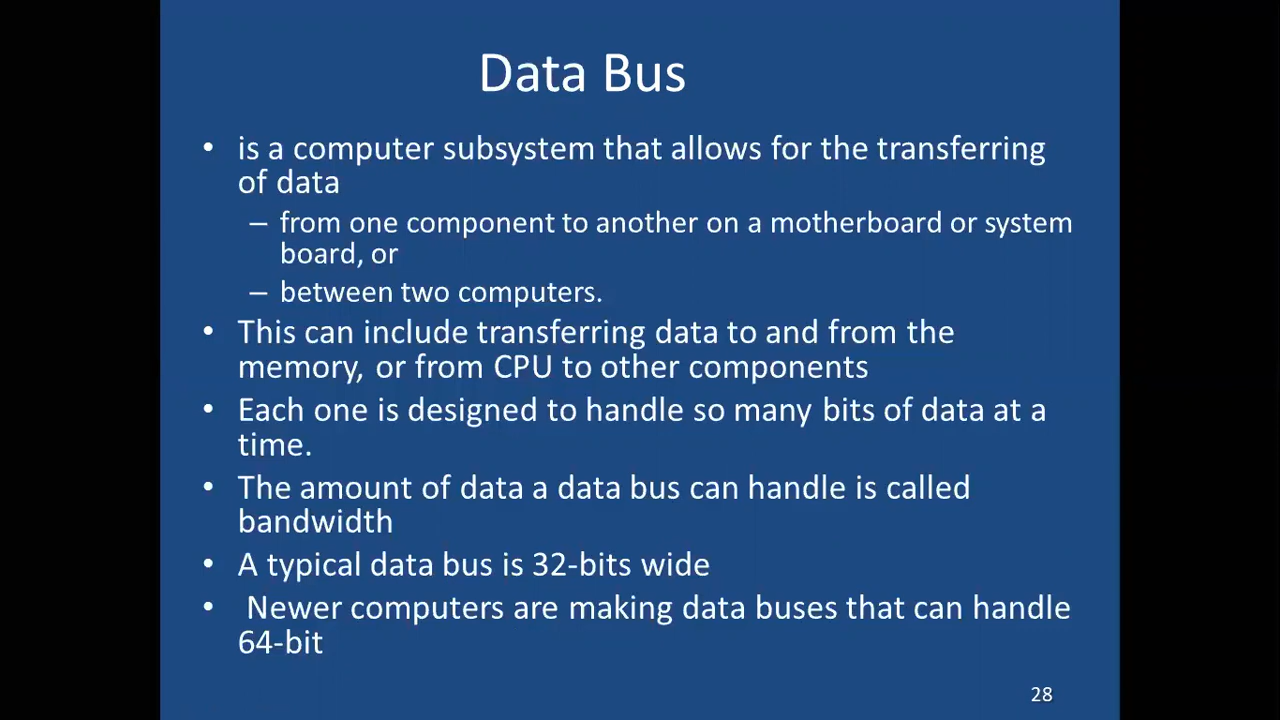 Data Bus
• is a computer subsystem that allows for the transferring
of data
– from one component to another on a motherboard or system
board, or
– between two computers.
• This can include transferring data to and from the
memory, or from CPU to other components
• Each one is designed to handle so many bits of data at a
time.
• The amount of data a data bus can handle is called
bandwidth
• A typical data bus is 32-bits wide
• Newer computers are making data buses that can handle
64-bit
28